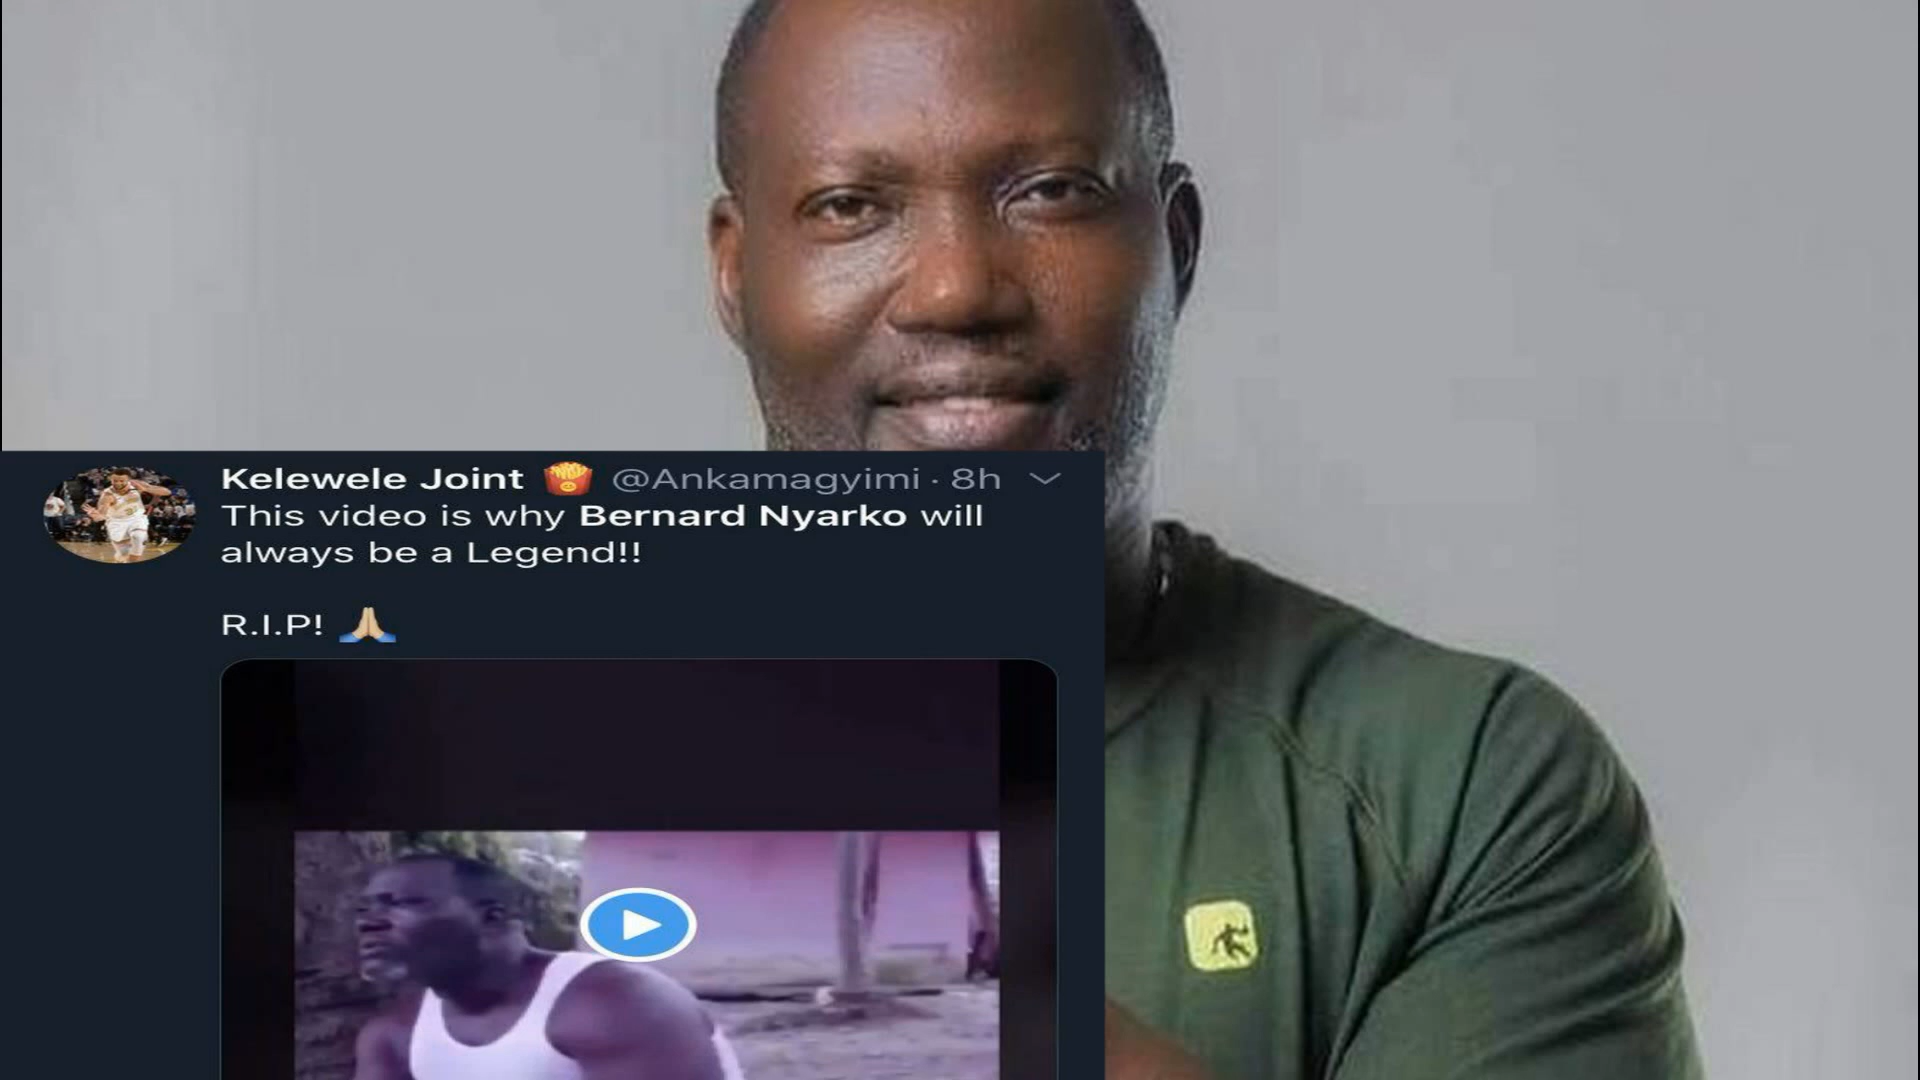 Kelewele Joint 🍟 @Ankamagyimi · 8h
This video is why Bernard Nyarko will
always be a Legend!!
R.I.P! 🙏🏼